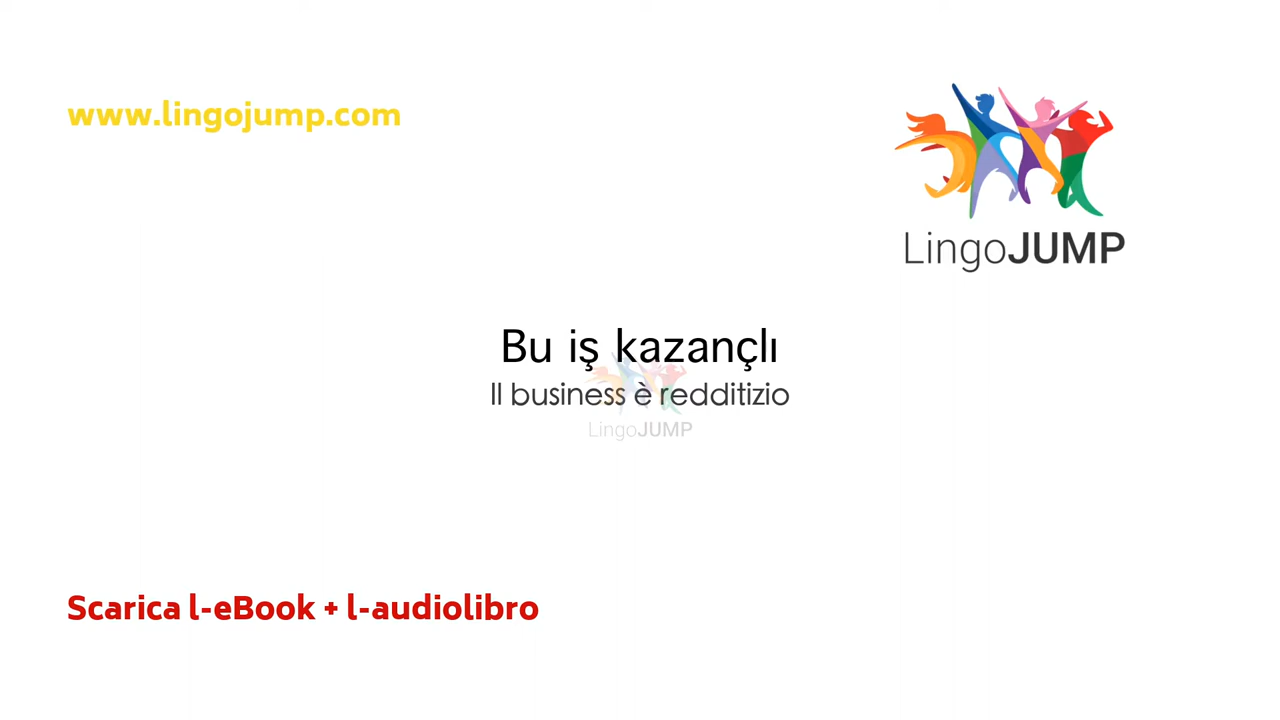 www.lingojump.com
LingoJUMP
Bu iş kazançlı
Il business è redditizio
LingoJUMP
Scarica l-eBook + l-audiolibro